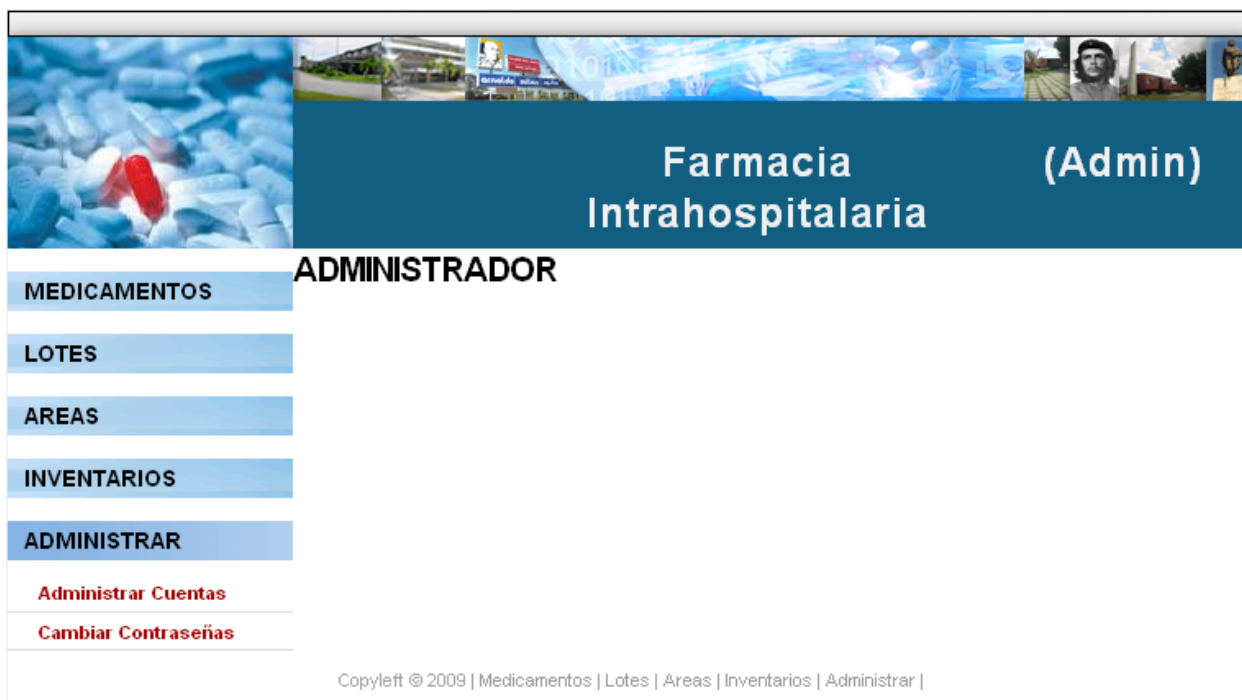 Farmacia (Admin)
Intrahospitalaria
ADMINISTRADOR
MEDICAMENTOS
LOTES
AREAS
INVENTARIOS
ADMINISTRAR
Administrar Cuentas
Cambiar Contraseñas
Copyleft © 2009 | Medicamentos | Lotes | Areas | Inventarios | Administrar |